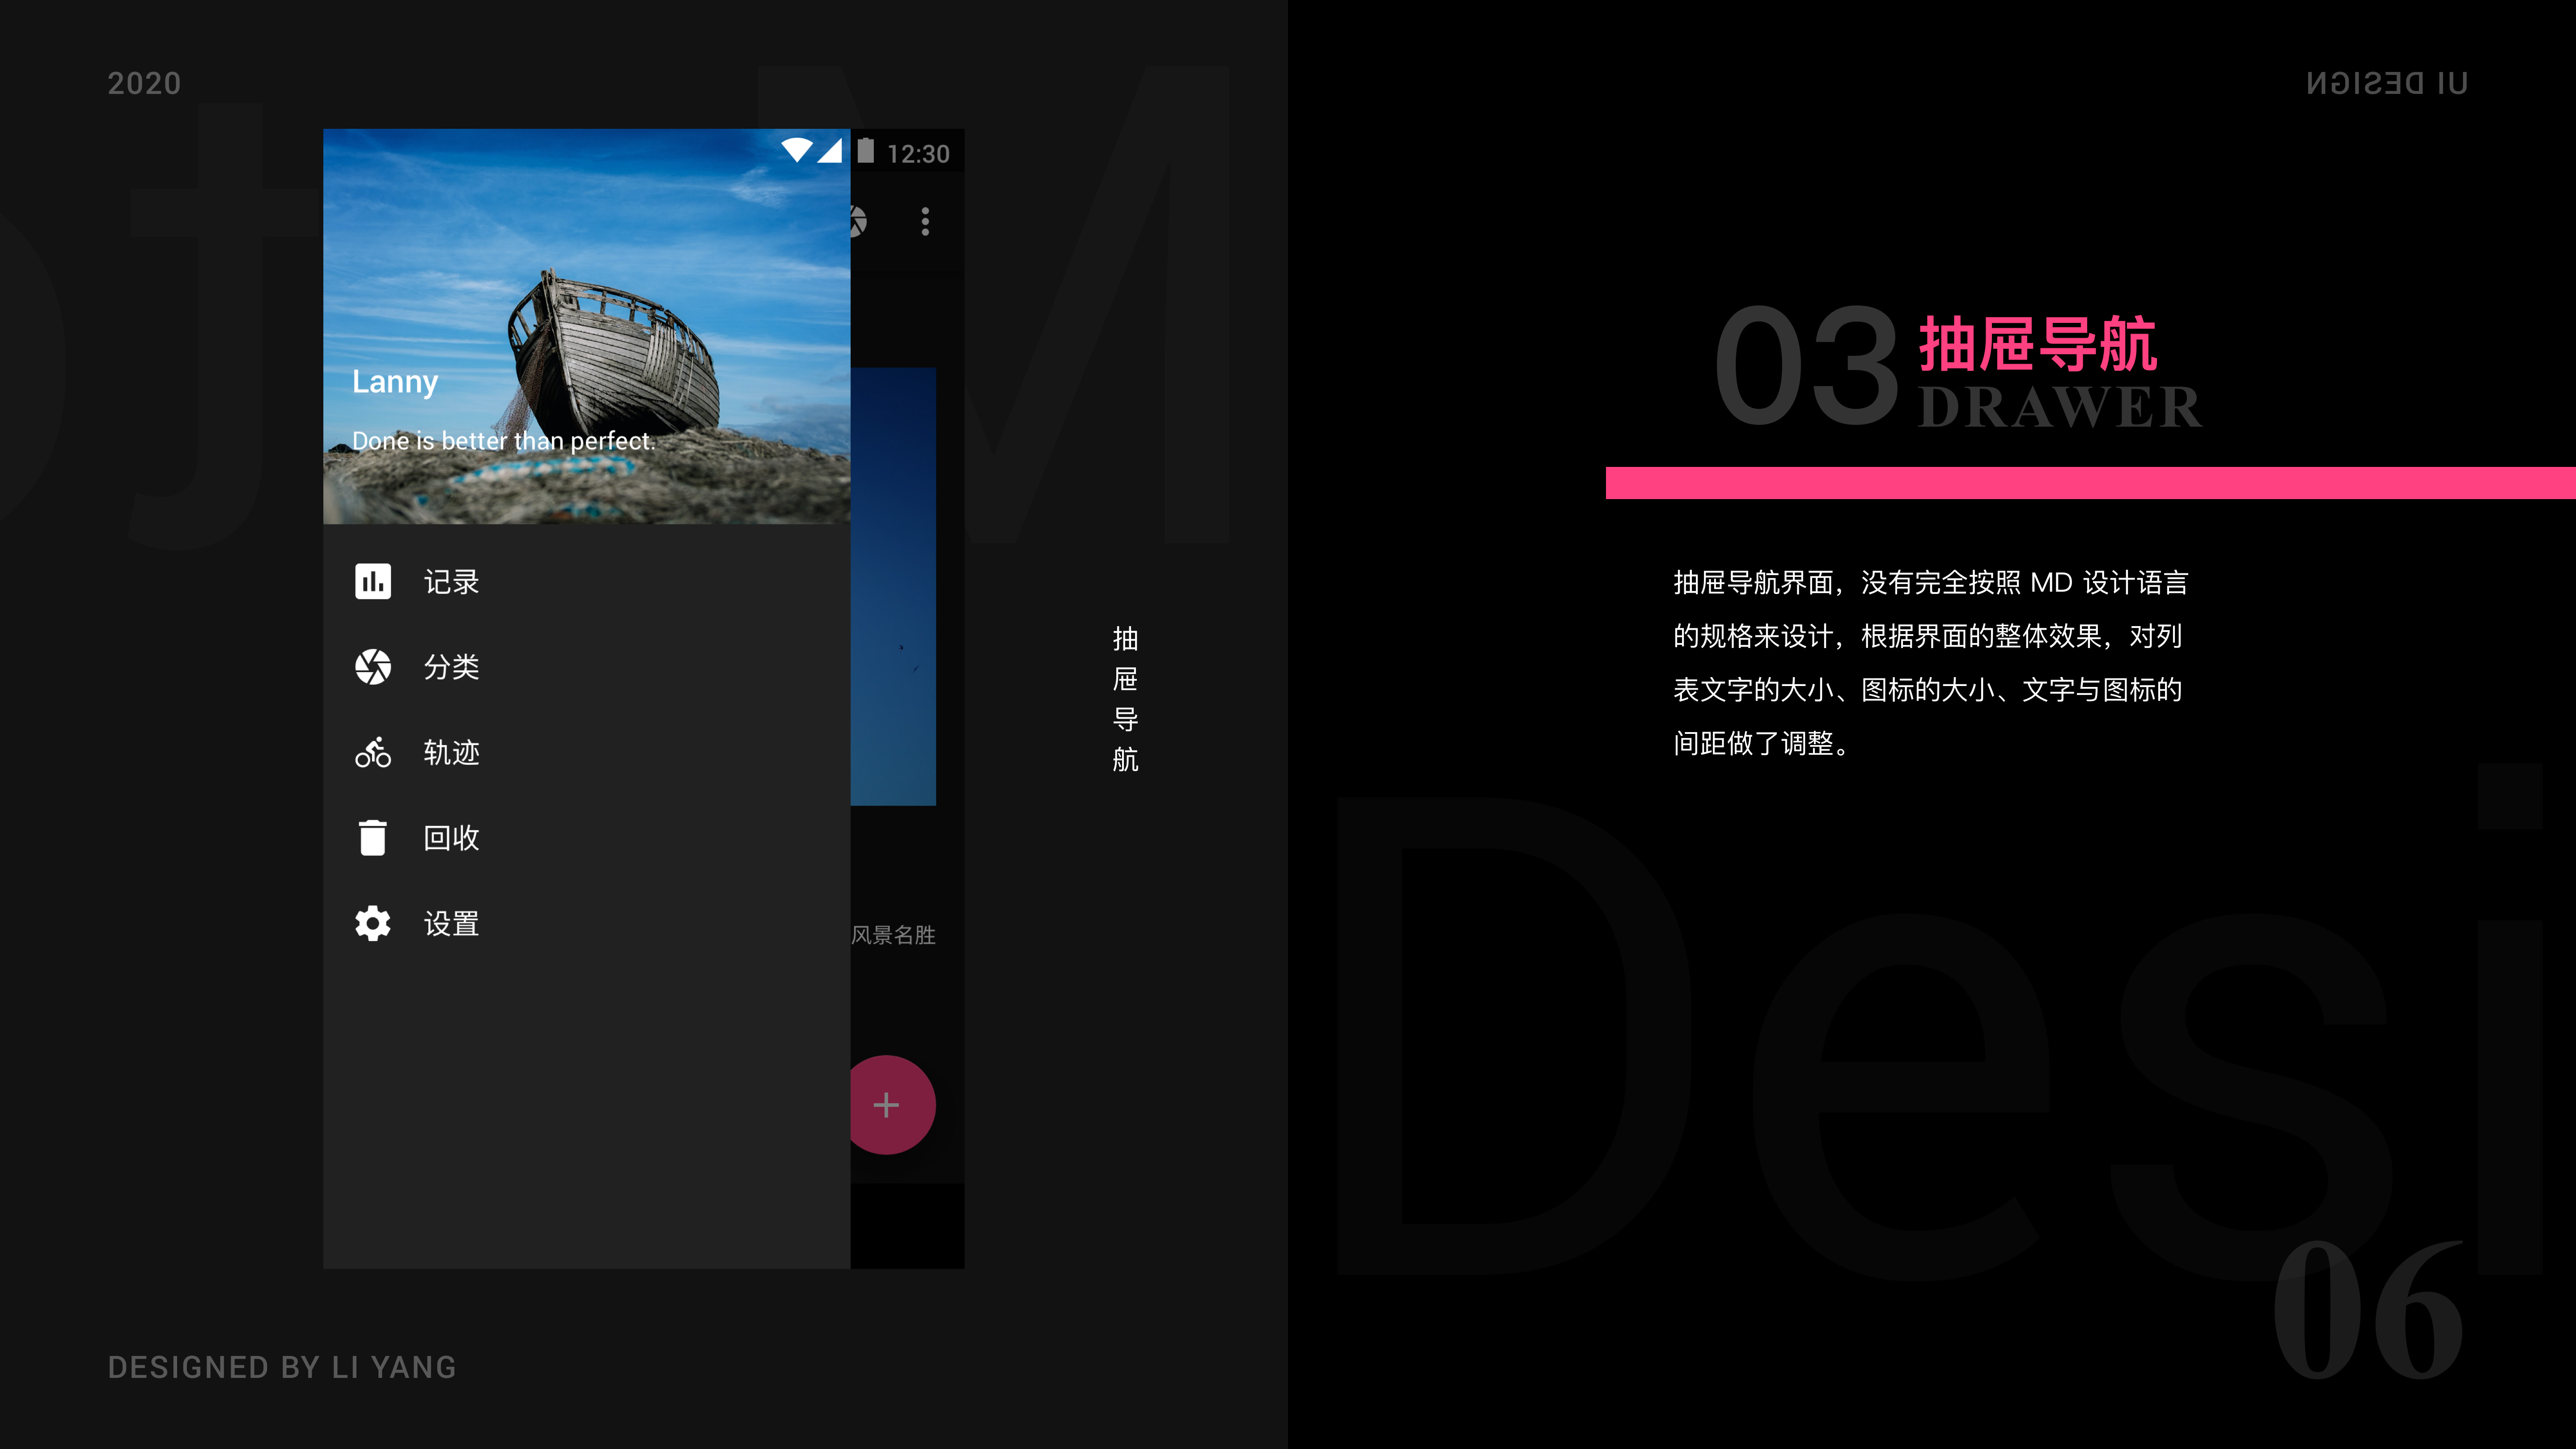 2020
UI DESIGN
12:30
Lanny
Done is better than perfect.
记录
分类
轨迹
回收
设置
风景名胜
抽屉导航
03
抽屉导航
DRAWER
抽屉导航界面，没有完全按照 MD 设计语言
的规格来设计，根据界面的整体效果，对列
表文字的大小、图标的大小、文字与图标的
间距做了调整。
Desi
06
DESIGNED BY LI YANG